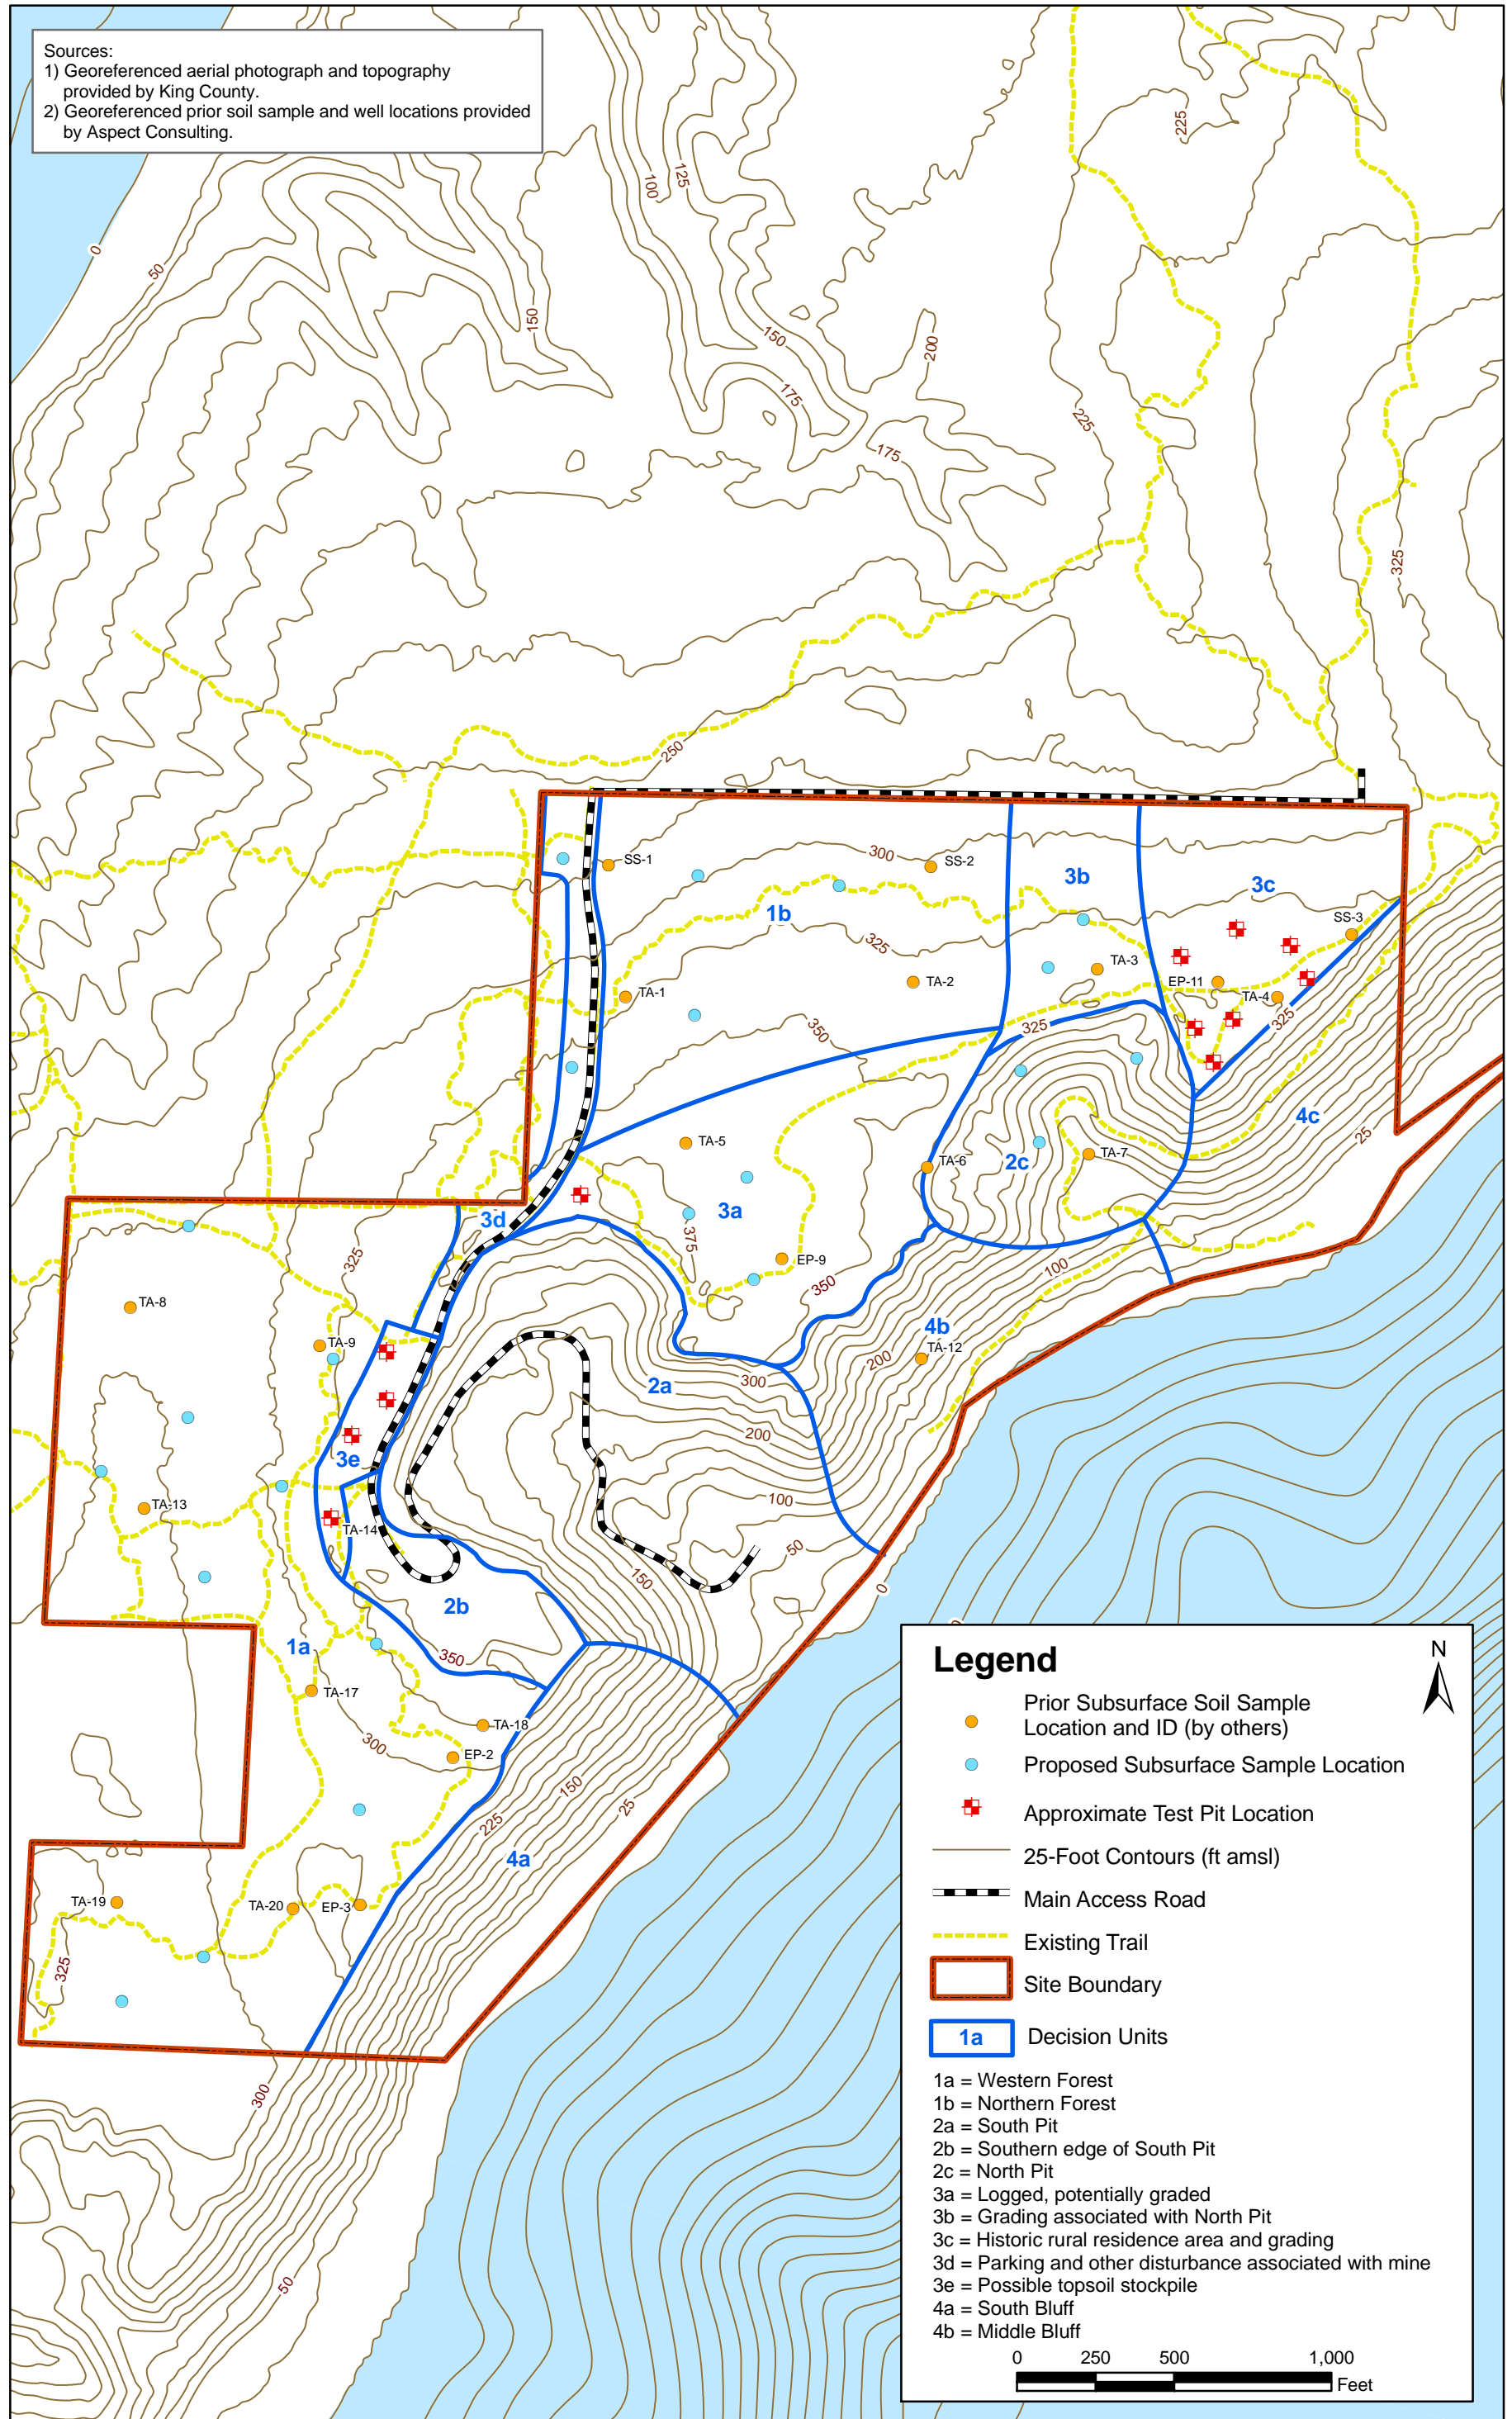 Sources:
1) Georeferenced aerial photograph and topography
provided by King County.
2) Georeferenced prior soil sample and well locations provided
by Aspect Consulting.
225
125
100
0
50
150
150
200
175
225
175
325
250
SS-1
300
SS-2
3b
3c
1b
SS-3
325
TA-3
TA-2
EP-11
TA-1
TA-4
350
325
325
4c
25
TA-5
TA-6
2c
TA-7
3a
3d
375
325
EP-9
100
350
TA-8
4b
TA-9
TA-12
200
300
2a
200
3e
100
TA-13
TA-14
50
150
0
2b
1a
350
TA-17
TA-18
300
EP-2
150
25
225
4a
TA-19
TA-20
EP-3
325
300
50
Legend
N
Prior Subsurface Soil Sample
Location and ID (by others)
Proposed Subsurface Sample Location
Approximate Test Pit Location
25-Foot Contours (ft amsl)
Main Access Road
Existing Trail
Site Boundary
1a
Decision Units
1a = Western Forest
1b = Northern Forest
2a = South Pit
2b = Southern edge of South Pit
2c = North Pit
3a = Logged, potentially graded
3b = Grading associated with North Pit
3c = Historic rural residence area and grading
3d = Parking and other disturbance associated with mine
3e = Possible topsoil stockpile
4a = South Bluff
4b = Middle Bluff
0 250 500 1,000
Feet